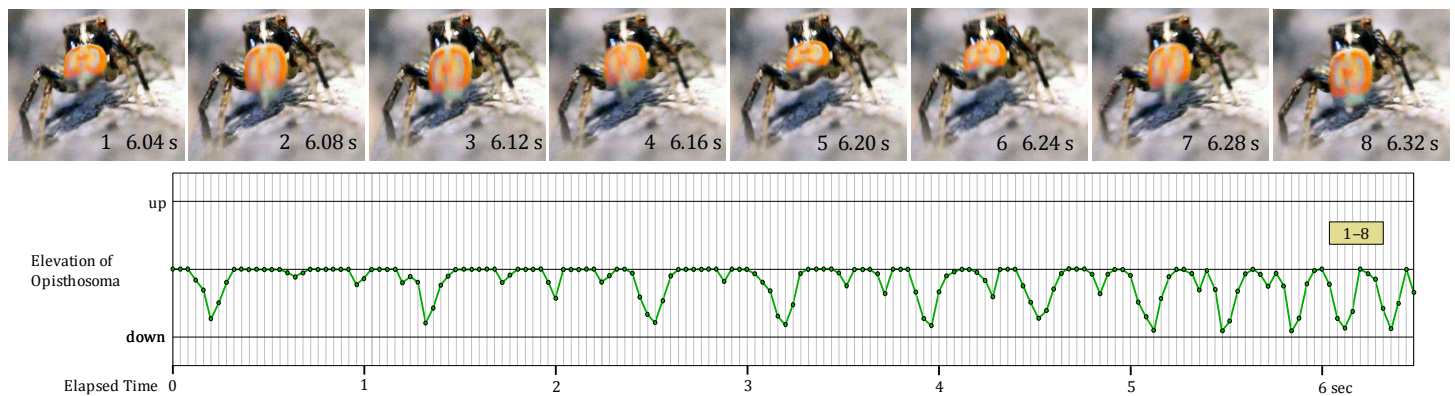 1 6.04 s
2 6.08 s
3 6.12 s
4 6.16 s
5 6.20 s
6 6.24 s
7 6.28 s
8 6.32 s
up
1–8
Elevation of
Opisthosoma
down
Elapsed Time 0 1 2 3 4 5 6 sec